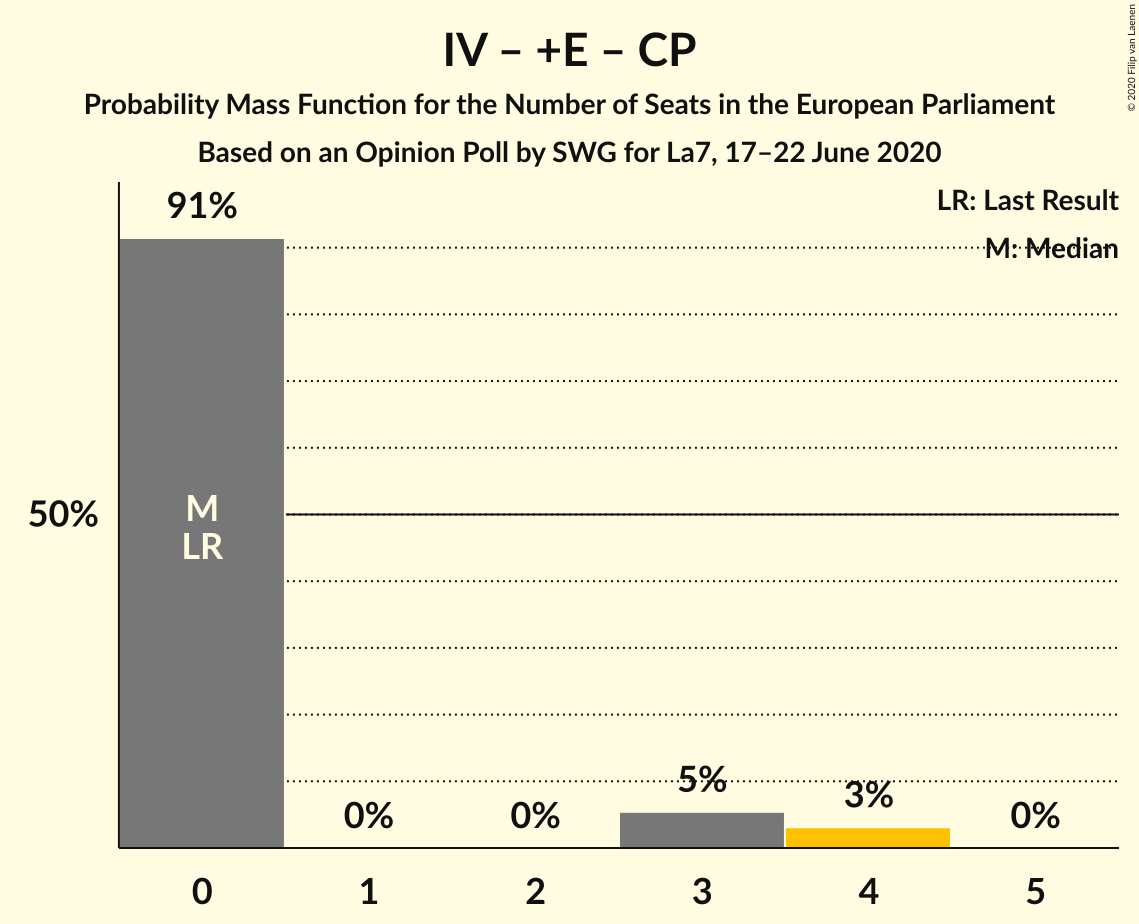 IV – +E – CP
Probability Mass Function for the Number of Seats in the European Parliament
Based on an Opinion Poll by SWG for La7, 17–22 June 2020
© 2020 Filip van Laenen
LR: Last Result
M: Median
91%
50%
M
LR
0%
0%
5%
3%
0%
0
1
2
3
4
5